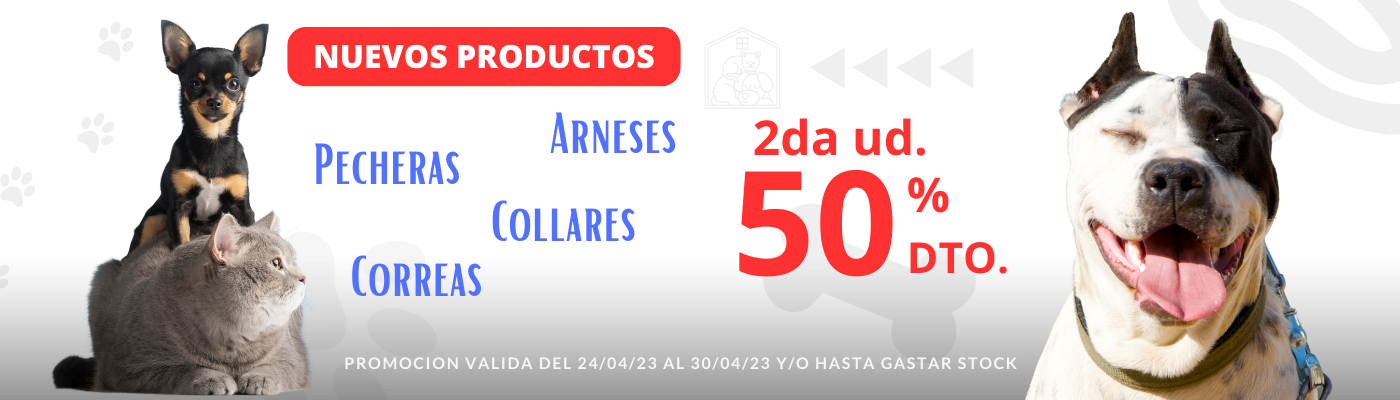 NUEVOS PRODUCTOS
ARNESES
PECHERAS
COLLARES
CORREAS
2da ud.
50 %
DTO.
PROMOCION VALIDA DEL 24/04/23 AL 30/04/23 Y/O HASTA GASTAR STOCK